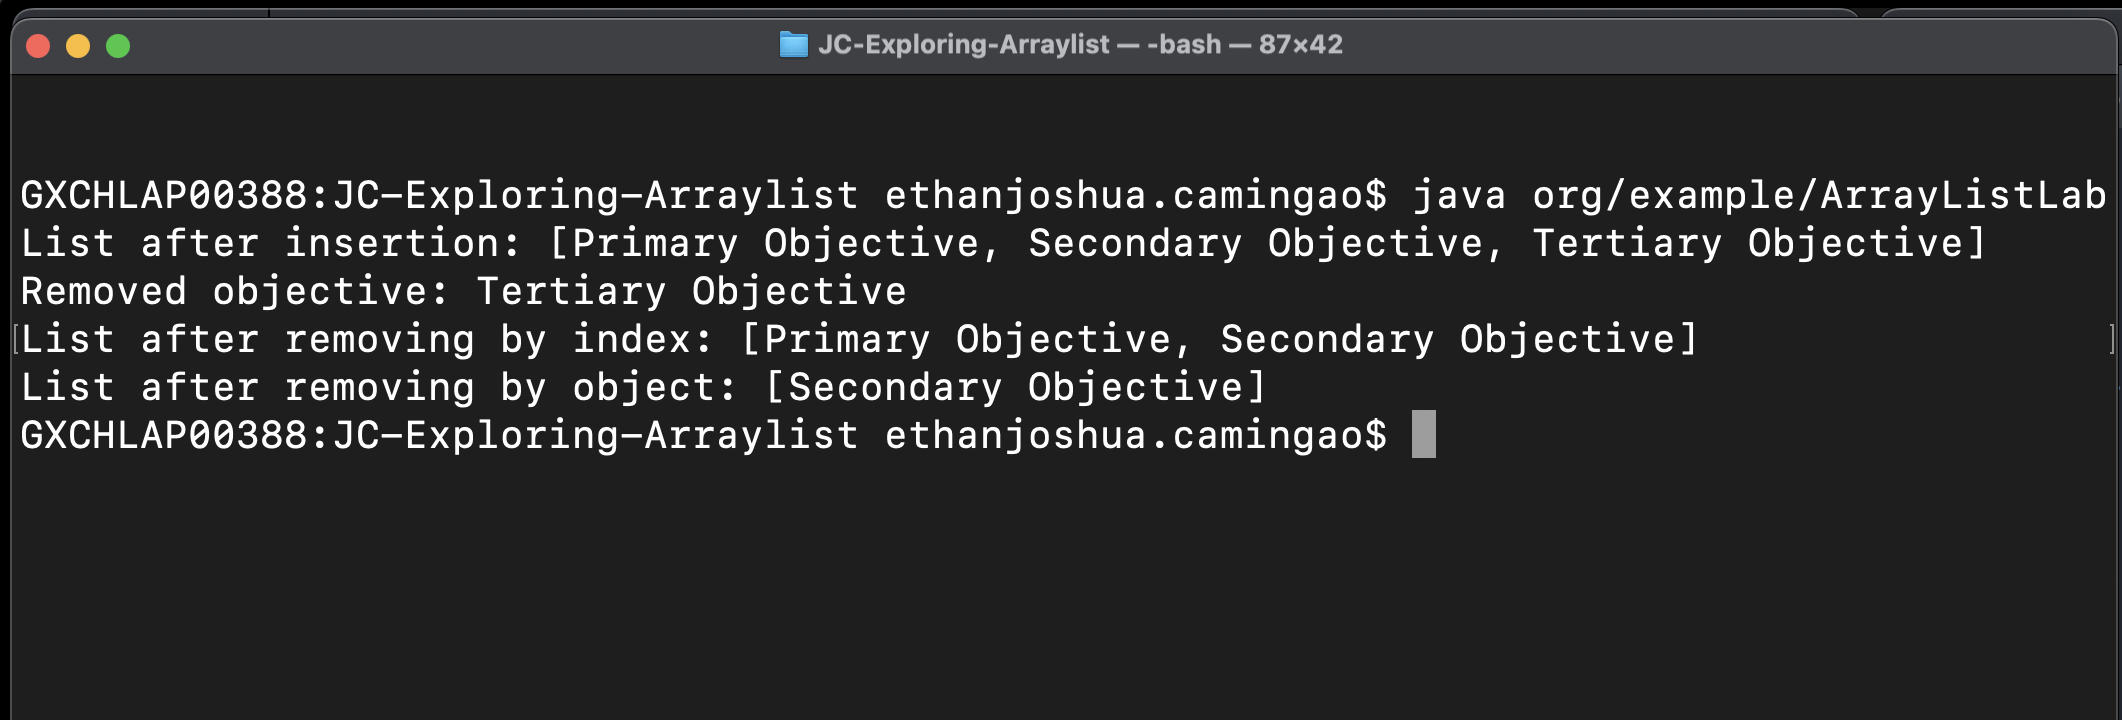 JC-Exploring-Arraylist — -bash — 87×42
GXCHLAP00388:JC-Exploring-Arraylist ethanjoshua.camingao$ java org/example/ArrayListLab
List after insertion: [Primary Objective, Secondary Objective, Tertiary Objective]
Removed objective: Tertiary Objective
List after removing by index: [Primary Objective, Secondary Objective]
List after removing by object: [Secondary Objective]
GXCHLAP00388:JC-Exploring-Arraylist ethanjoshua.camingao$